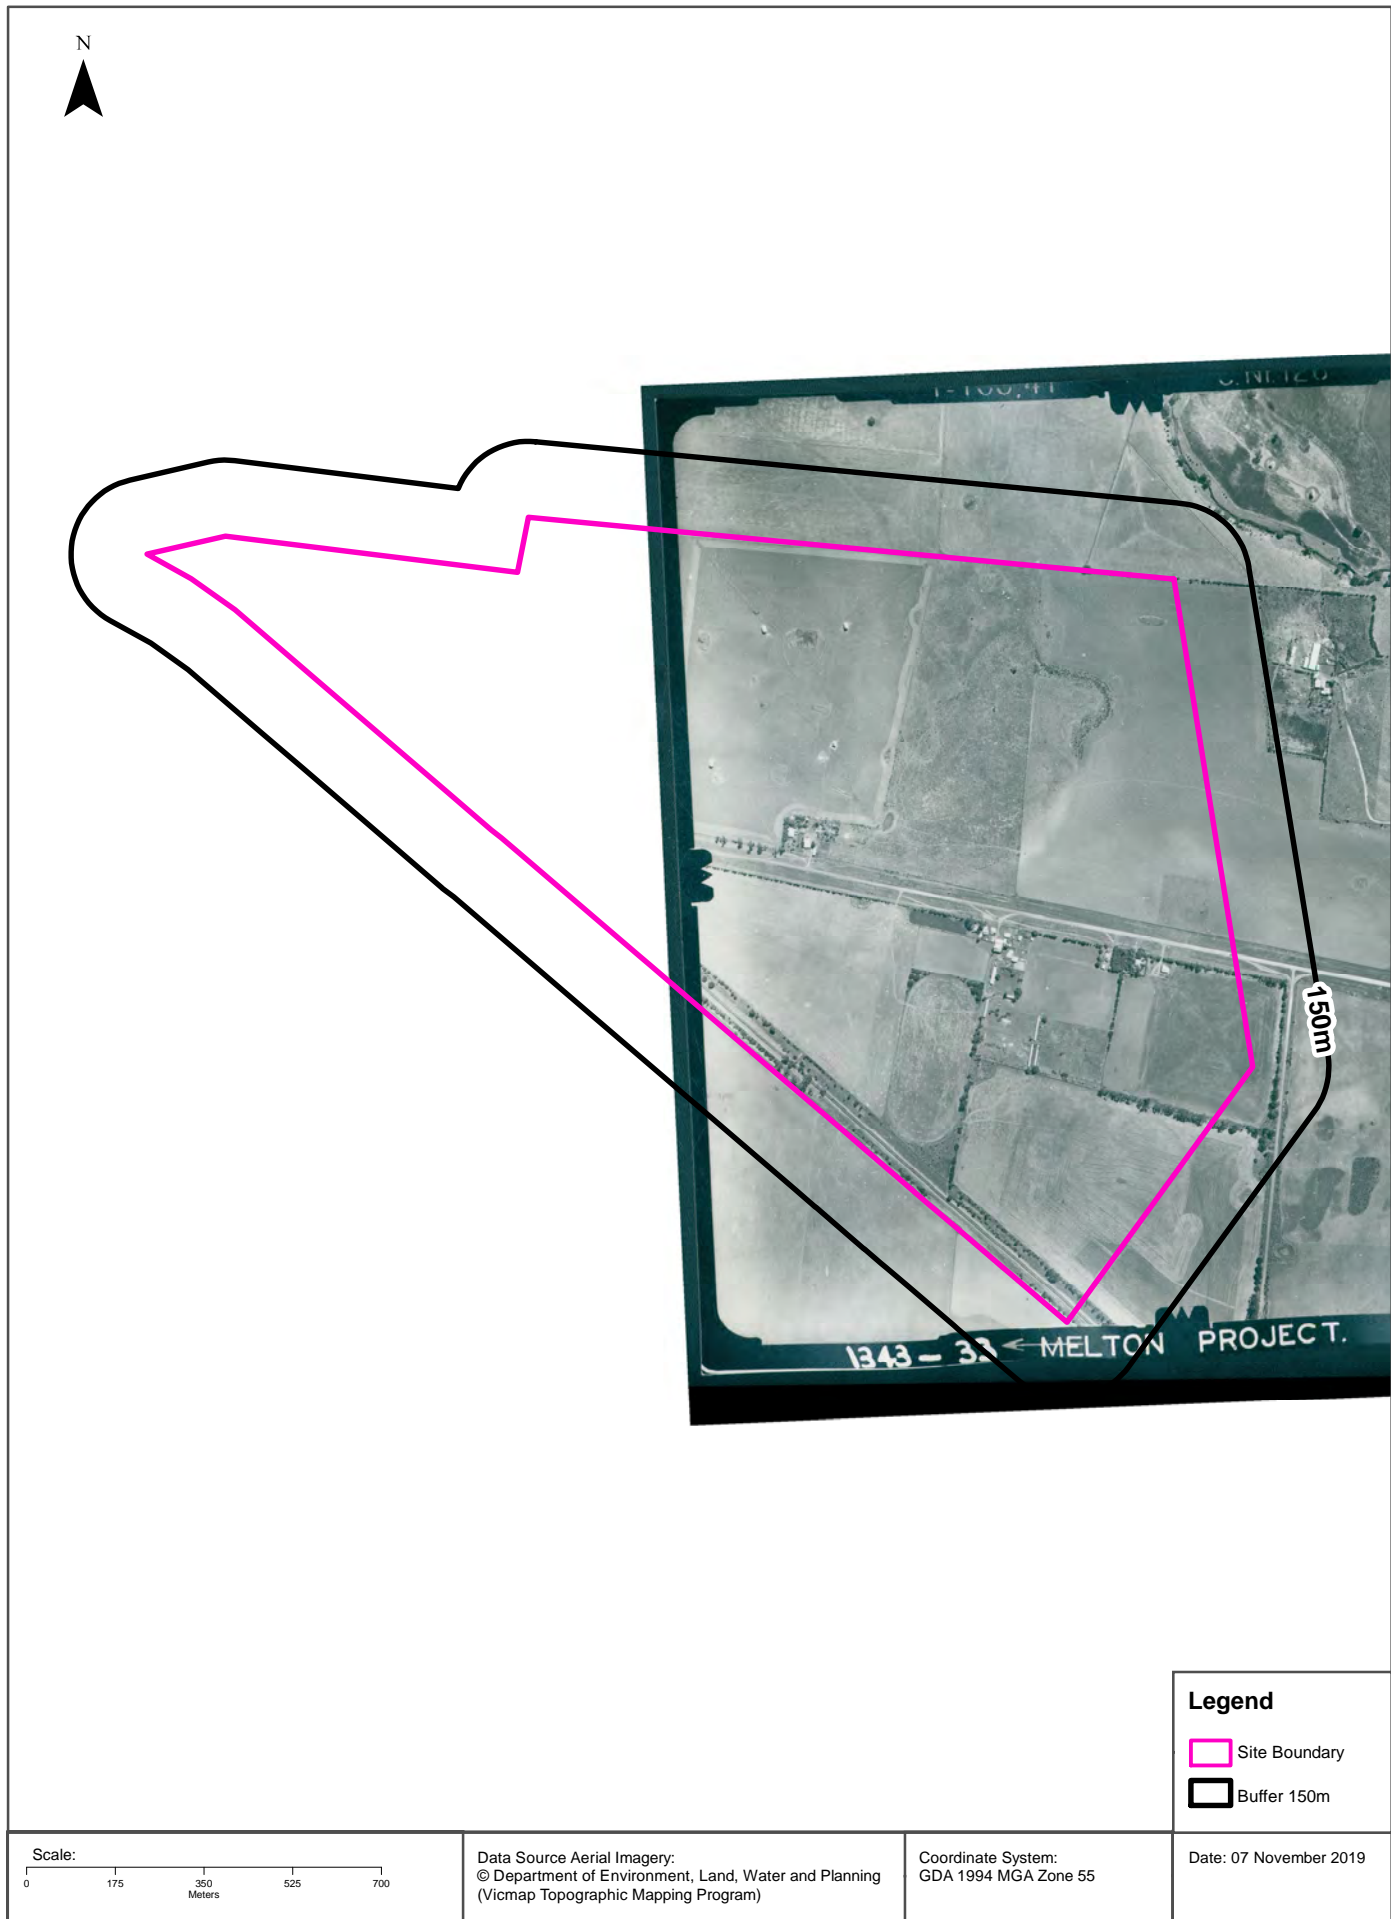 N
150m
1343 - 33 ← MELTON PROJECT.
Legend
Site Boundary
Buffer 150m
Scale:
0 175 350 525 700
Meters
Data Source Aerial Imagery:
© Department of Environment, Land, Water and Planning
(Vicmap Topographic Mapping Program)
Coordinate System:
GDA 1994 MGA Zone 55
Date: 07 November 2019